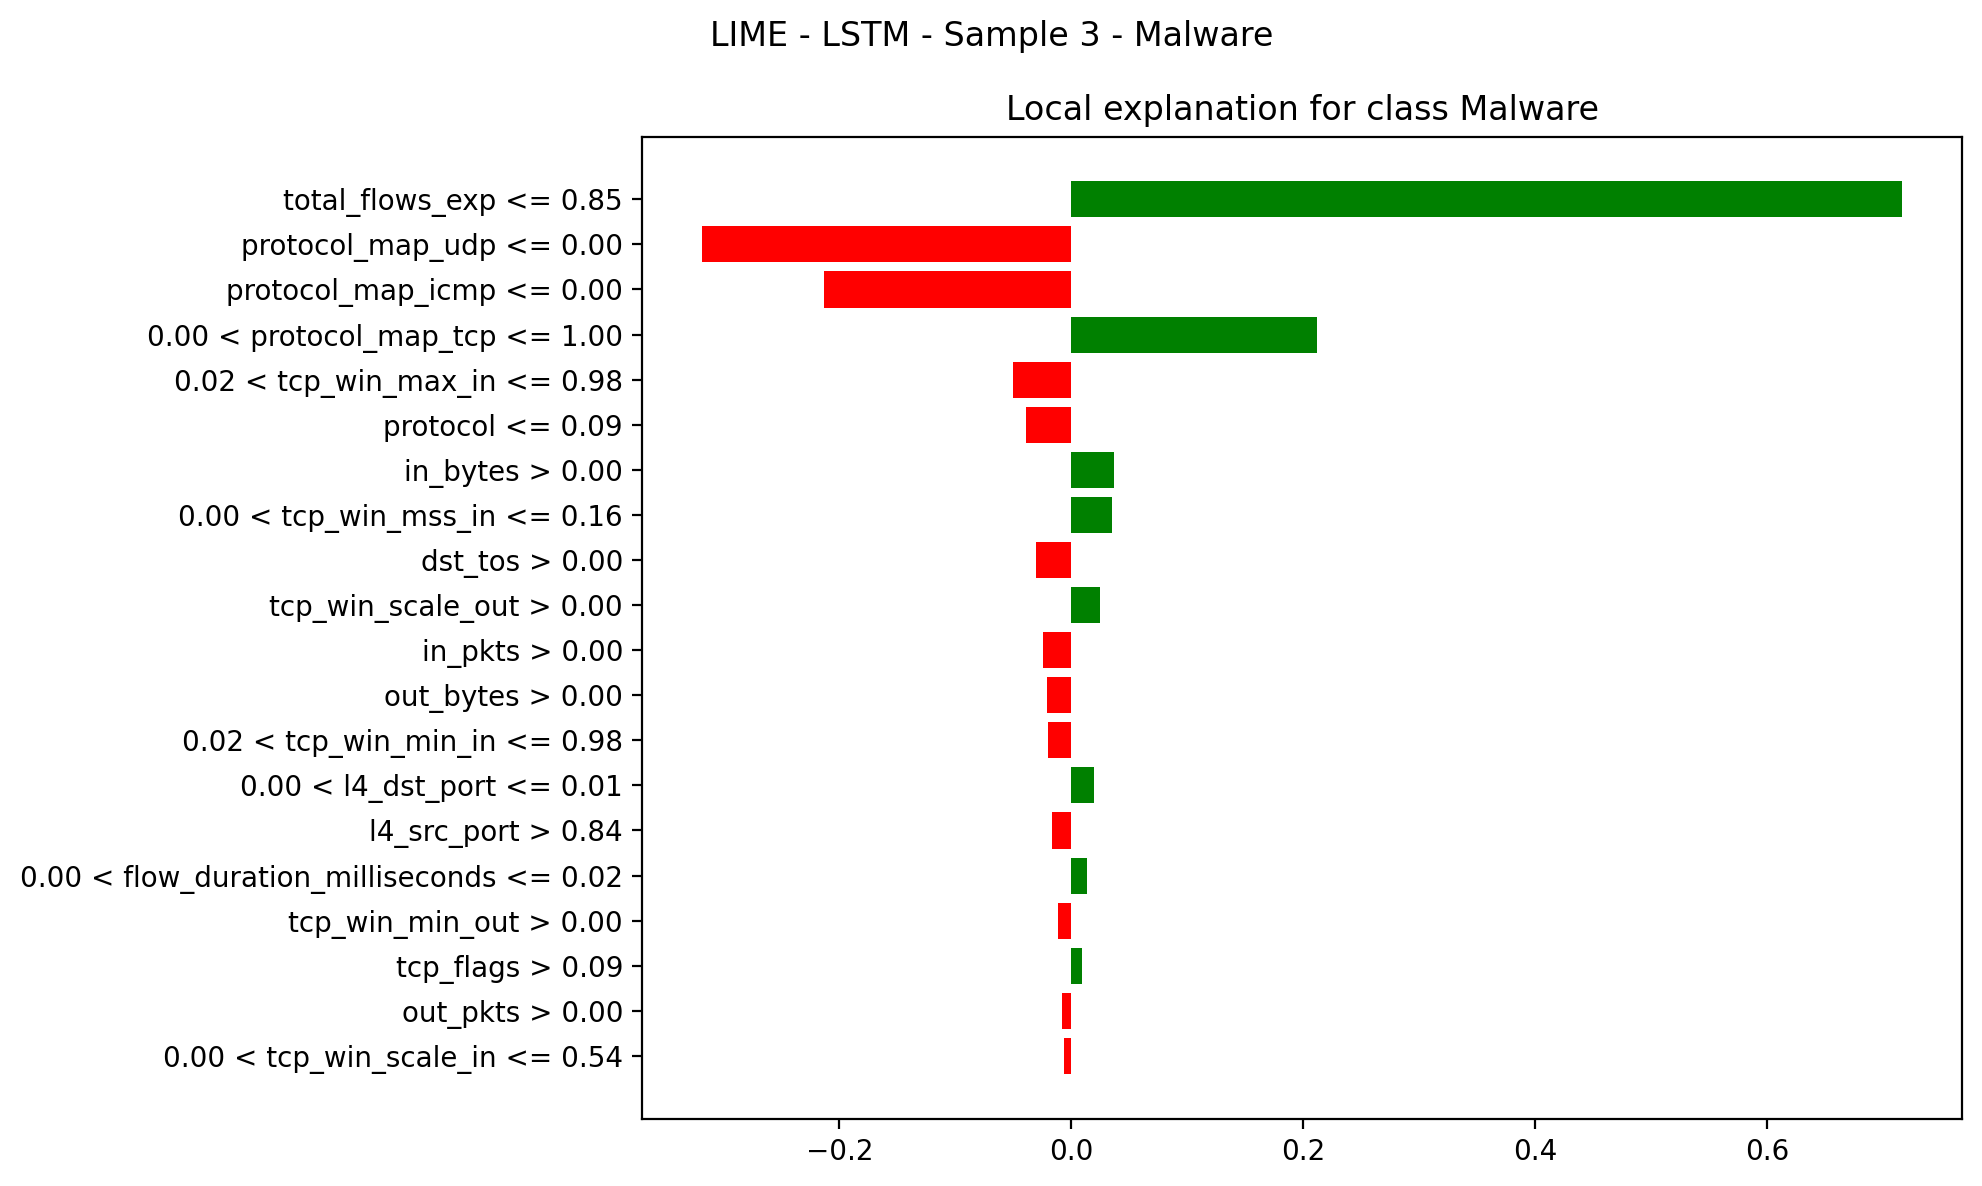 LIME - LSTM - Sample 3 - Malware
Local explanation for class Malware
total_flows_exp <= 0.85
protocol_map_udp <= 0.00
protocol_map_icmp <= 0.00
0.00 < protocol_map_tcp <= 1.00
0.02 < tcp_win_max_in <= 0.98
protocol <= 0.09
in_bytes > 0.00
0.00 < tcp_win_mss_in <= 0.16
dst_tos > 0.00
tcp_win_scale_out > 0.00
in_pkts > 0.00
out_bytes > 0.00
0.02 < tcp_win_min_in <= 0.98
0.00 < l4_dst_port <= 0.01
l4_src_port > 0.84
0.00 < flow_duration_milliseconds <= 0.02
tcp_win_min_out > 0.00
tcp_flags > 0.09
out_pkts > 0.00
0.00 < tcp_win_scale_in <= 0.54
−0.2 0.0 0.2 0.4 0.6